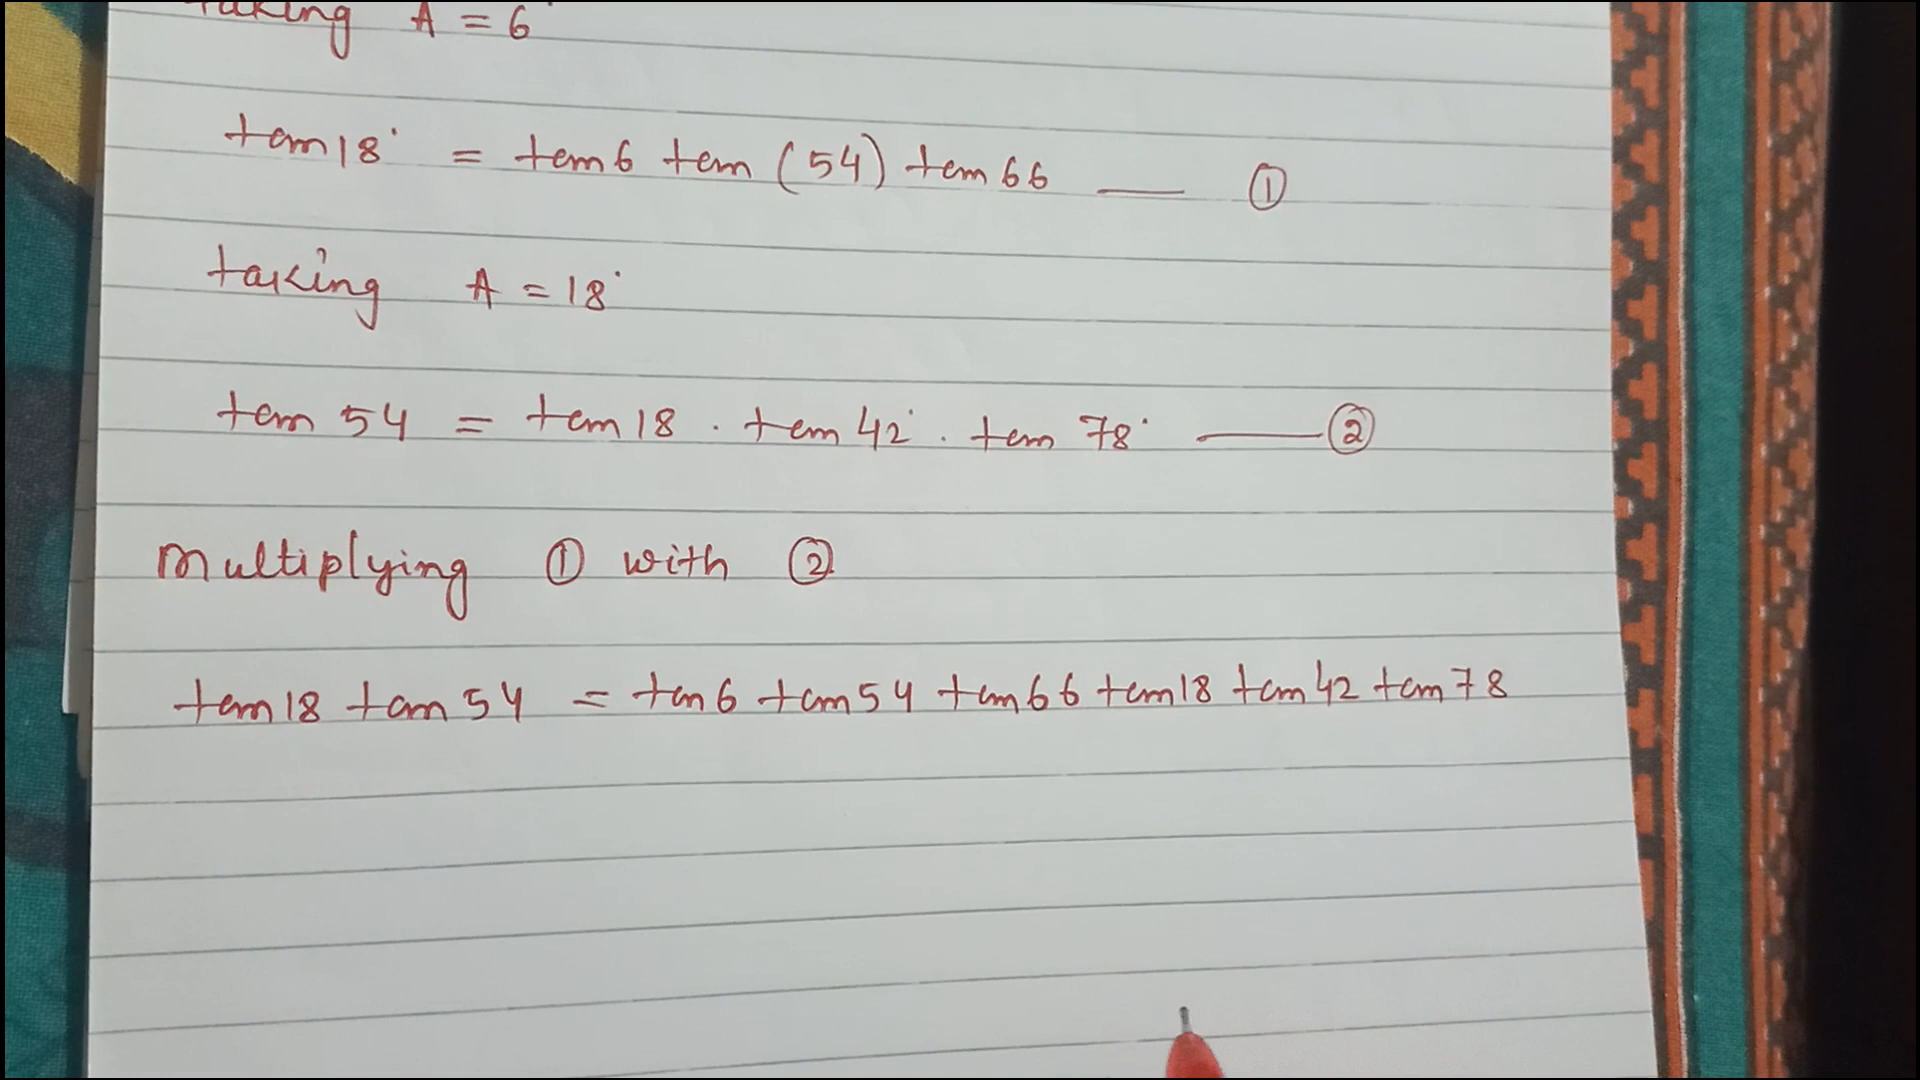 taking A = 6°
tan 18° = tan 6 tan (54) tan 66 —— ①
taking A = 18°
tan 54 = tan 18 . tan 42° . tan 78° —— ②
Multiplying ① with ②
tan 18 tan 54 = tan 6 tan 54 tan 66 tan 18 tan 42 tan 78